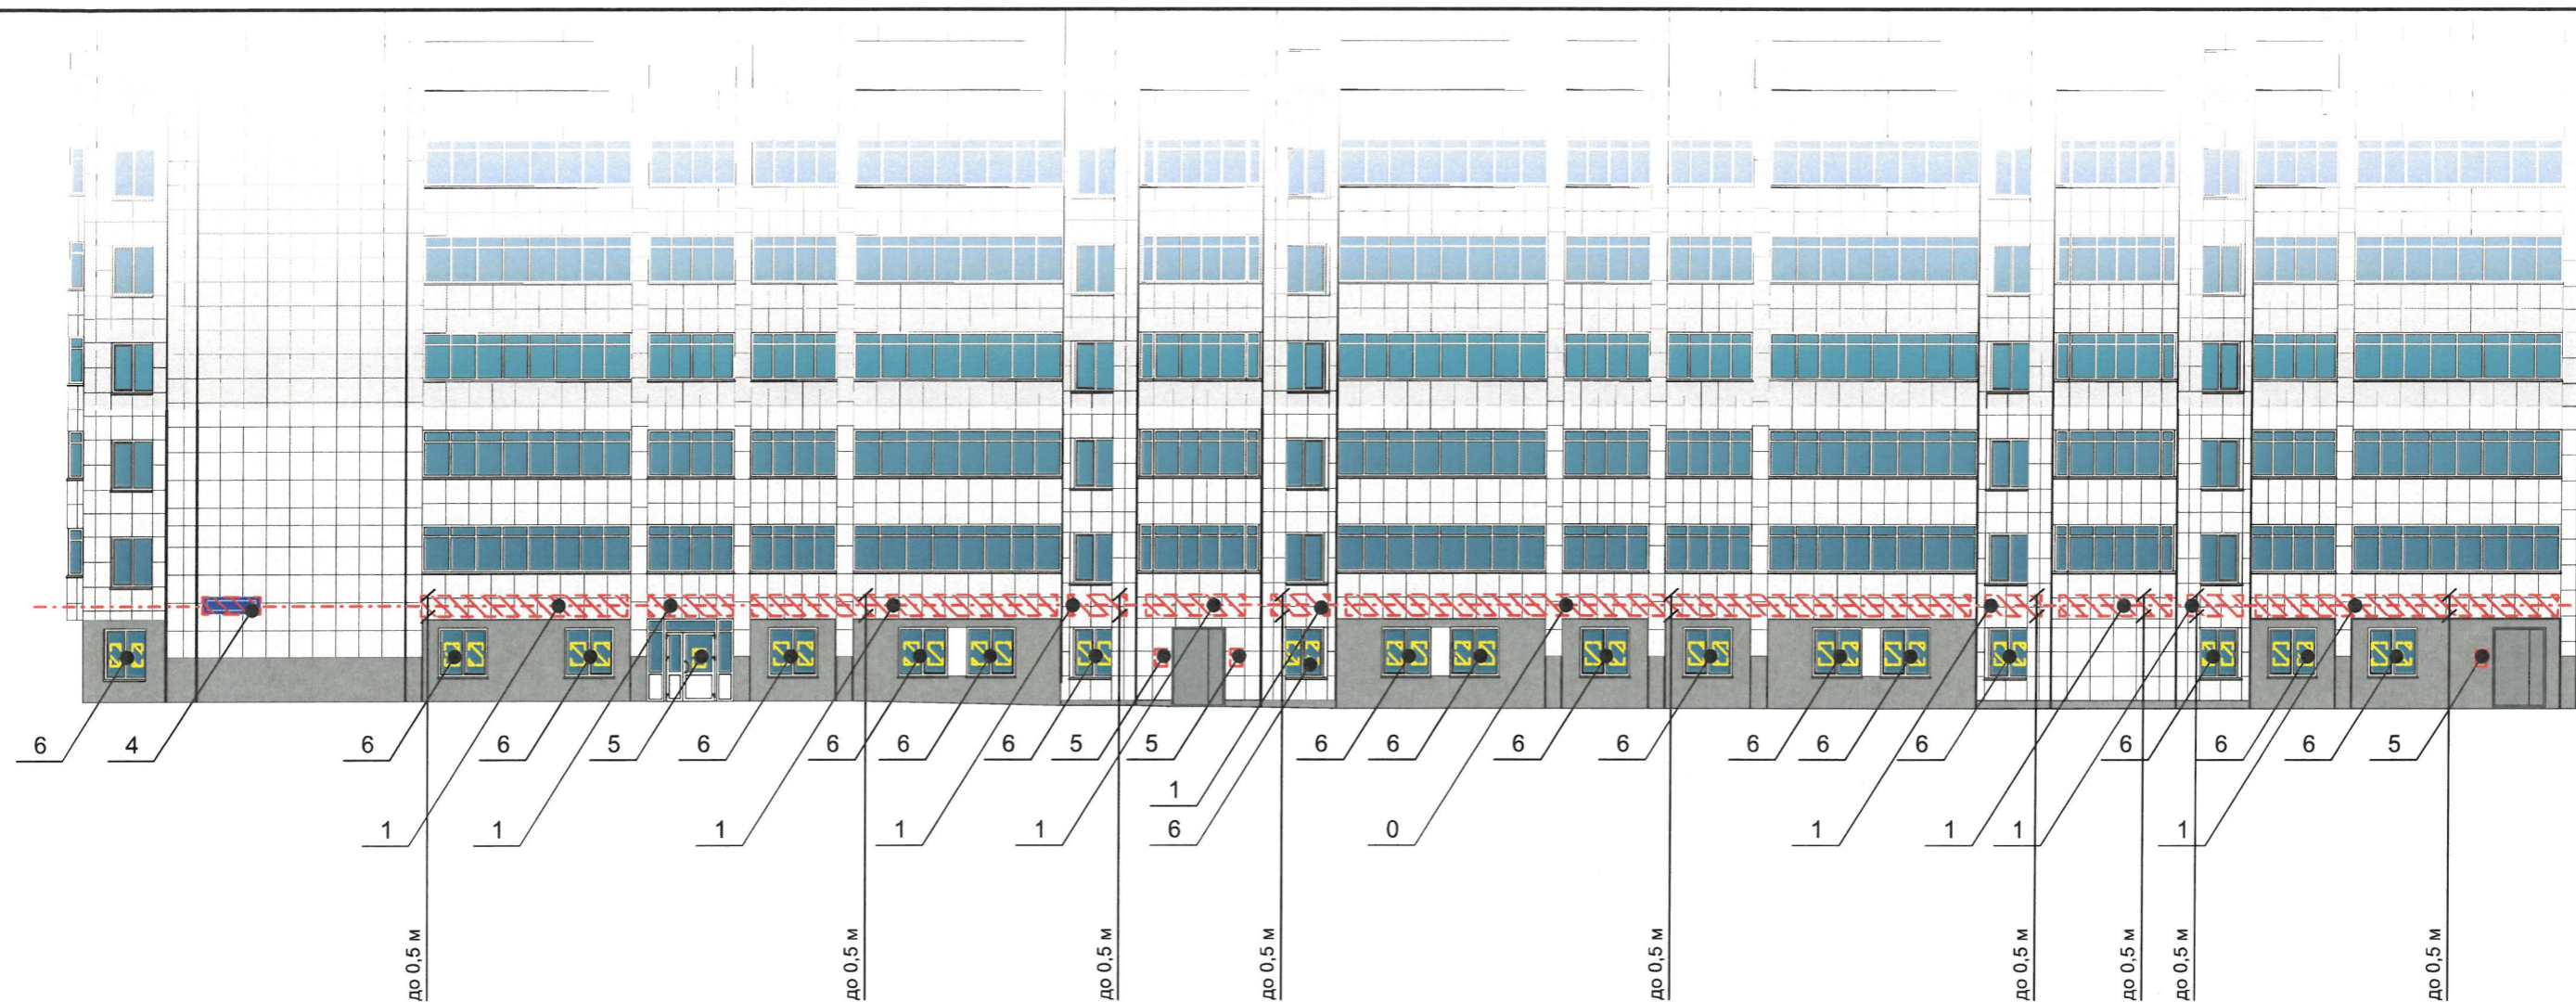 6 4 6 6 5 6 6 6 6 5 5 6 6 6 6 6 6 6 6 6 6 5
1
1 1 1 1 1 6 0 1 1 1 1
до 0,5 м до 0,5 м до 0,5 м до 0,5 м до 0,5 м до 0,5 м до 0,5 м до 0,5 м до 0,5 м